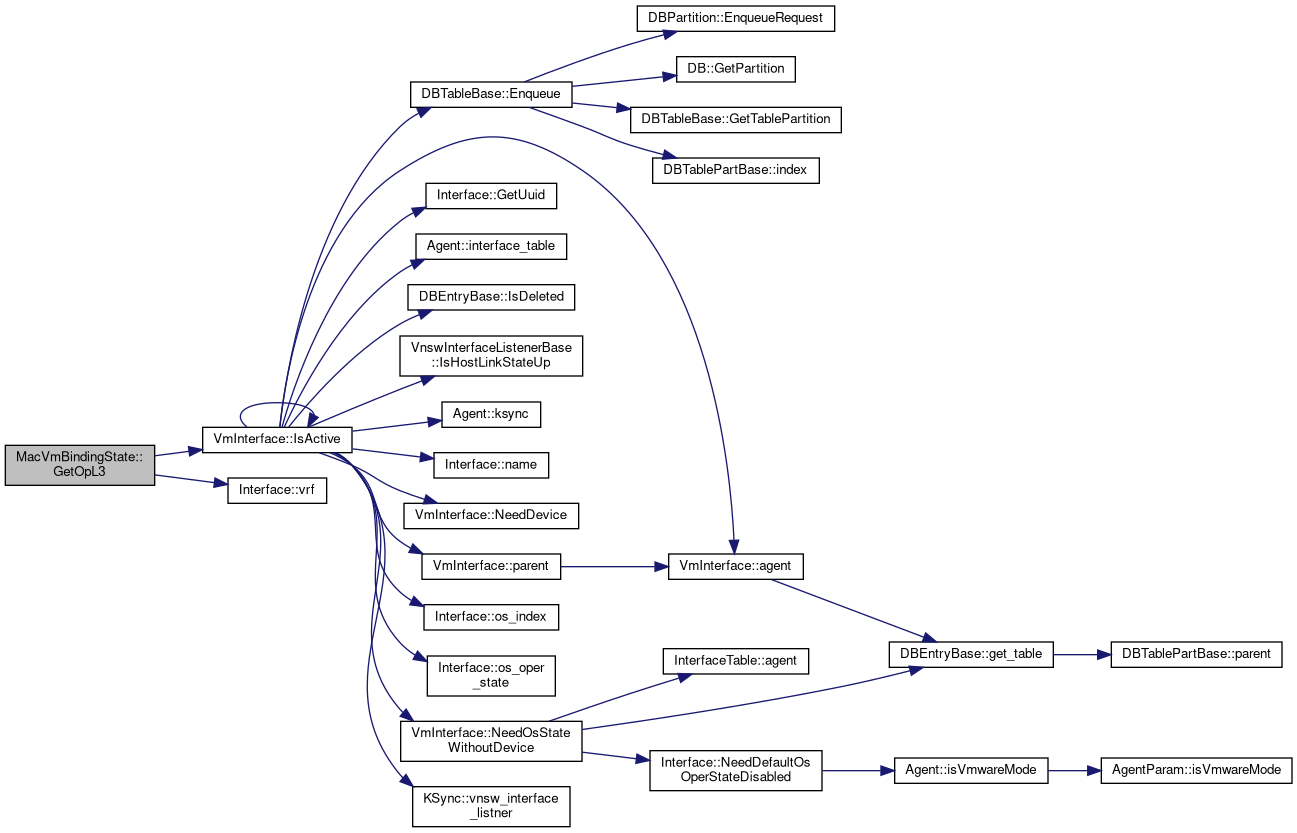 DBPartition::EnqueueRequest
DB::GetPartition
DBTableBase::Enqueue
DBTableBase::GetTablePartition
DBTablePartBase::index
Interface::GetUuid
Agent::interface_table
DBEntryBase::IsDeleted
VnswInterfaceListenerBase
::IsHostLinkStateUp
Agent::ksync
VmInterface::IsActive
MacVmBindingState::
GetOpL3
Interface::name
Interface::vrf
VmInterface::NeedDevice
VmInterface::parent
VmInterface::agent
Interface::os_index
DBEntryBase::get_table
DBTablePartBase::parent
InterfaceTable::agent
Interface::os_oper
_state
VmInterface::NeedOsState
WithoutDevice
Interface::NeedDefaultOs
OperStateDisabled
Agent::isVmwareMode
AgentParam::isVmwareMode
KSync::vnsw_interface
_listner